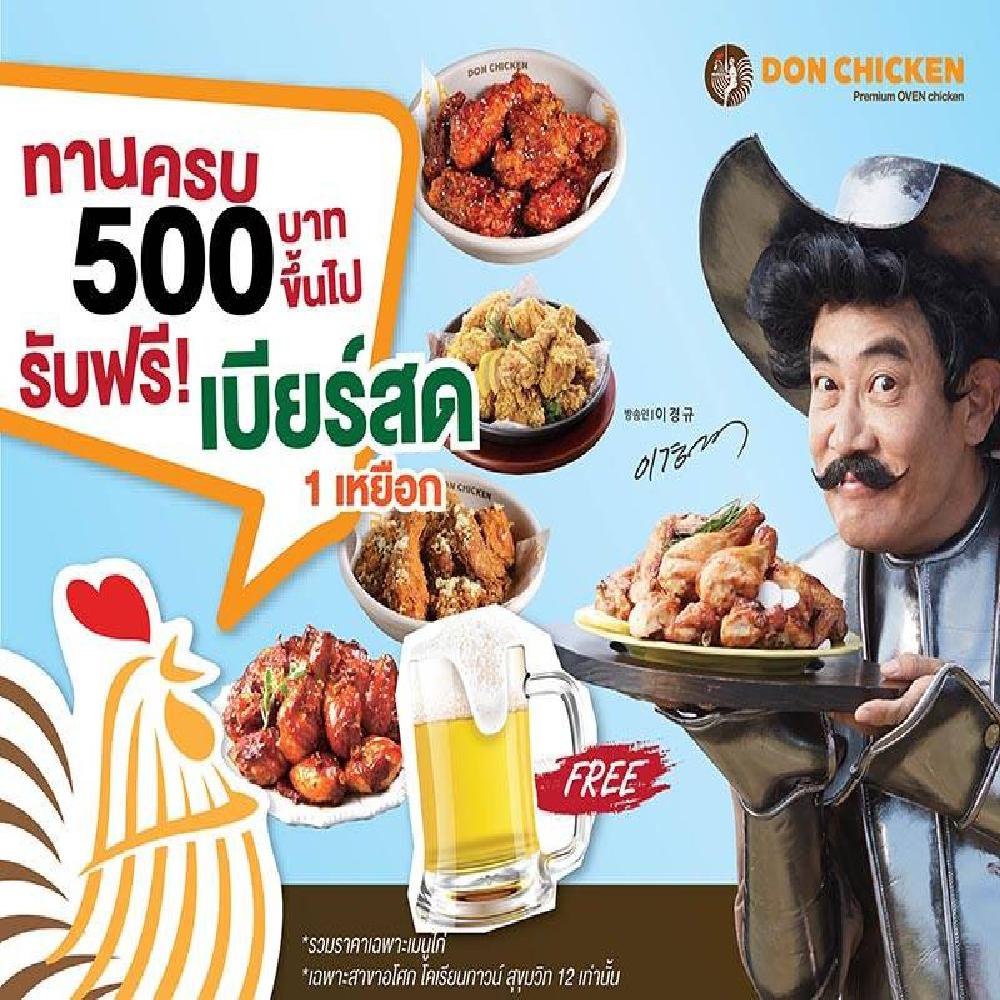 DON CHICKEN
Premium OVEN chicken
DON CHICKEN
ทานครบ
500 บาท
ขึ้นไป
รับฟรี! เบียร์สด
1 เหยือก
방송인 이경규
CHICKEN
FREE
*รวมราคาเฉพาะเมนูไก่
*เฉพาะสาขาอโศก โคเรียนทาวน์ สุขุมวิท 12 เท่านั้น